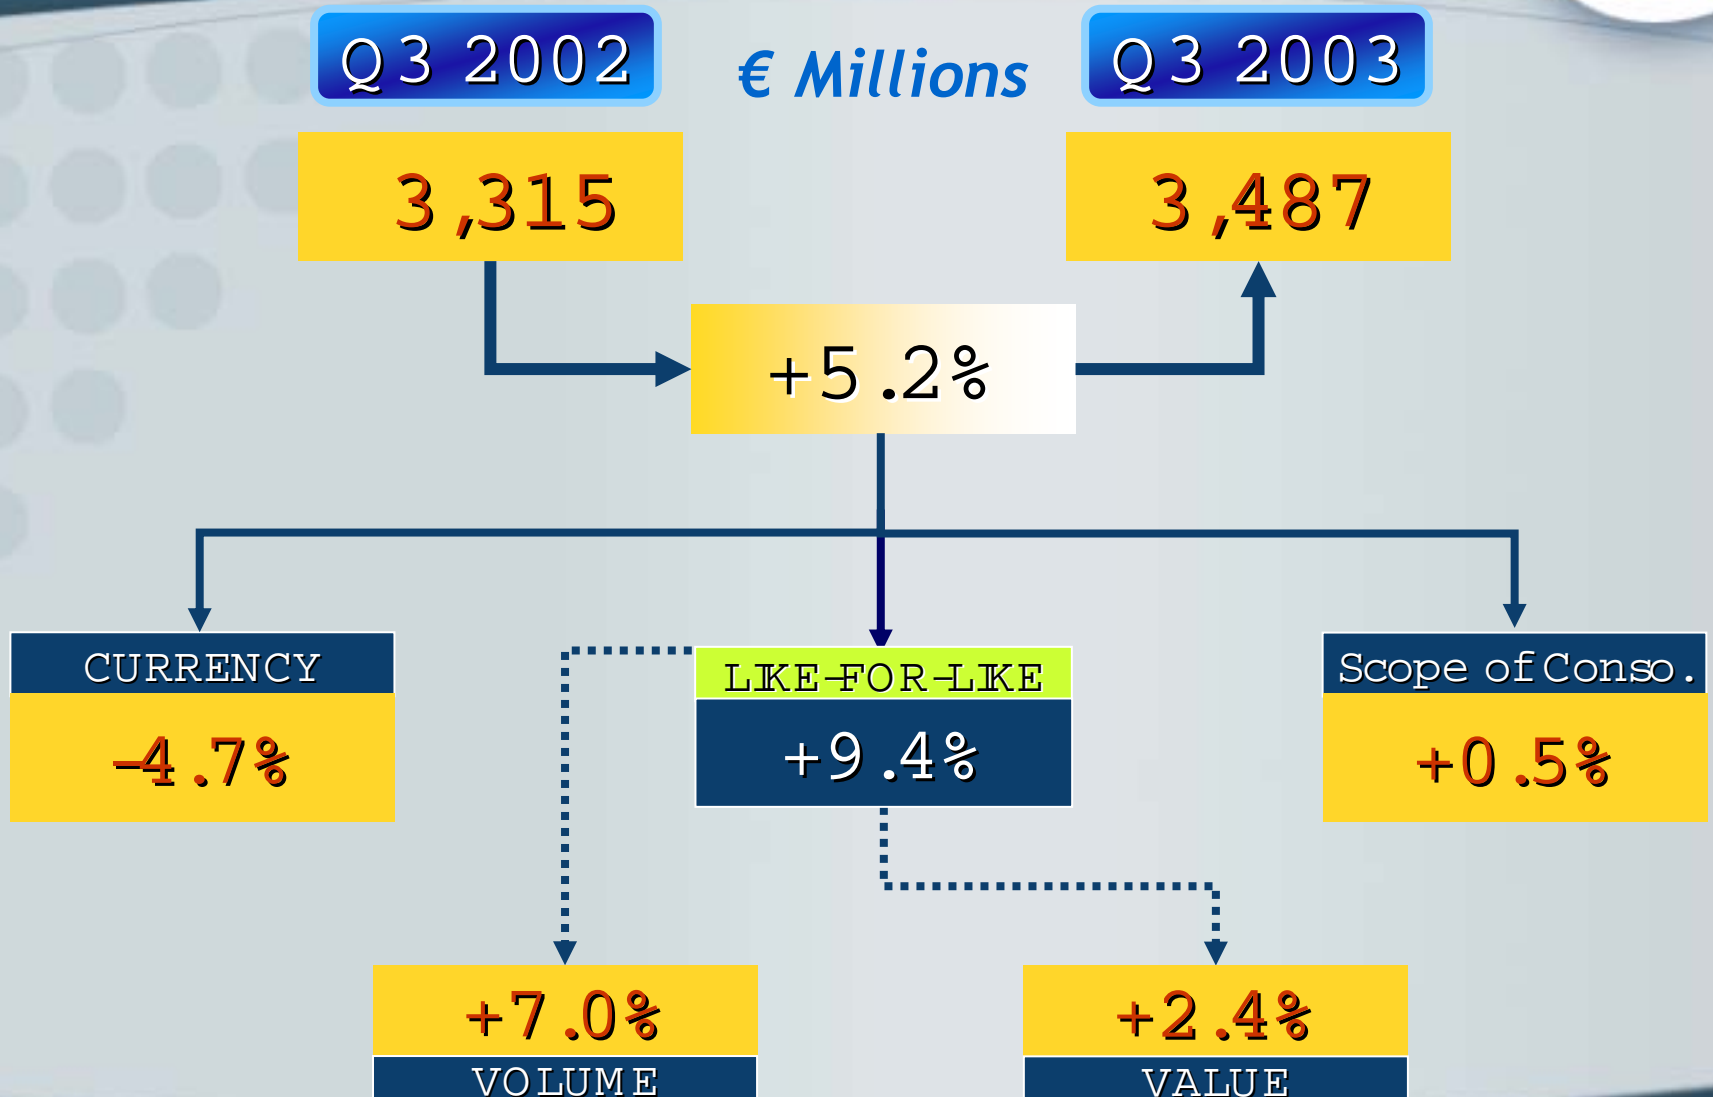 Q3 2002
€ Millions
Q3 2003
3,315
3,487
+5.2%
CURRENCY
-4.7%
LIKE-FOR-LIKE
+9.4%
Scope of Conso.
+0.5%
+7.0%
VOLUME
+2.4%
VALUE